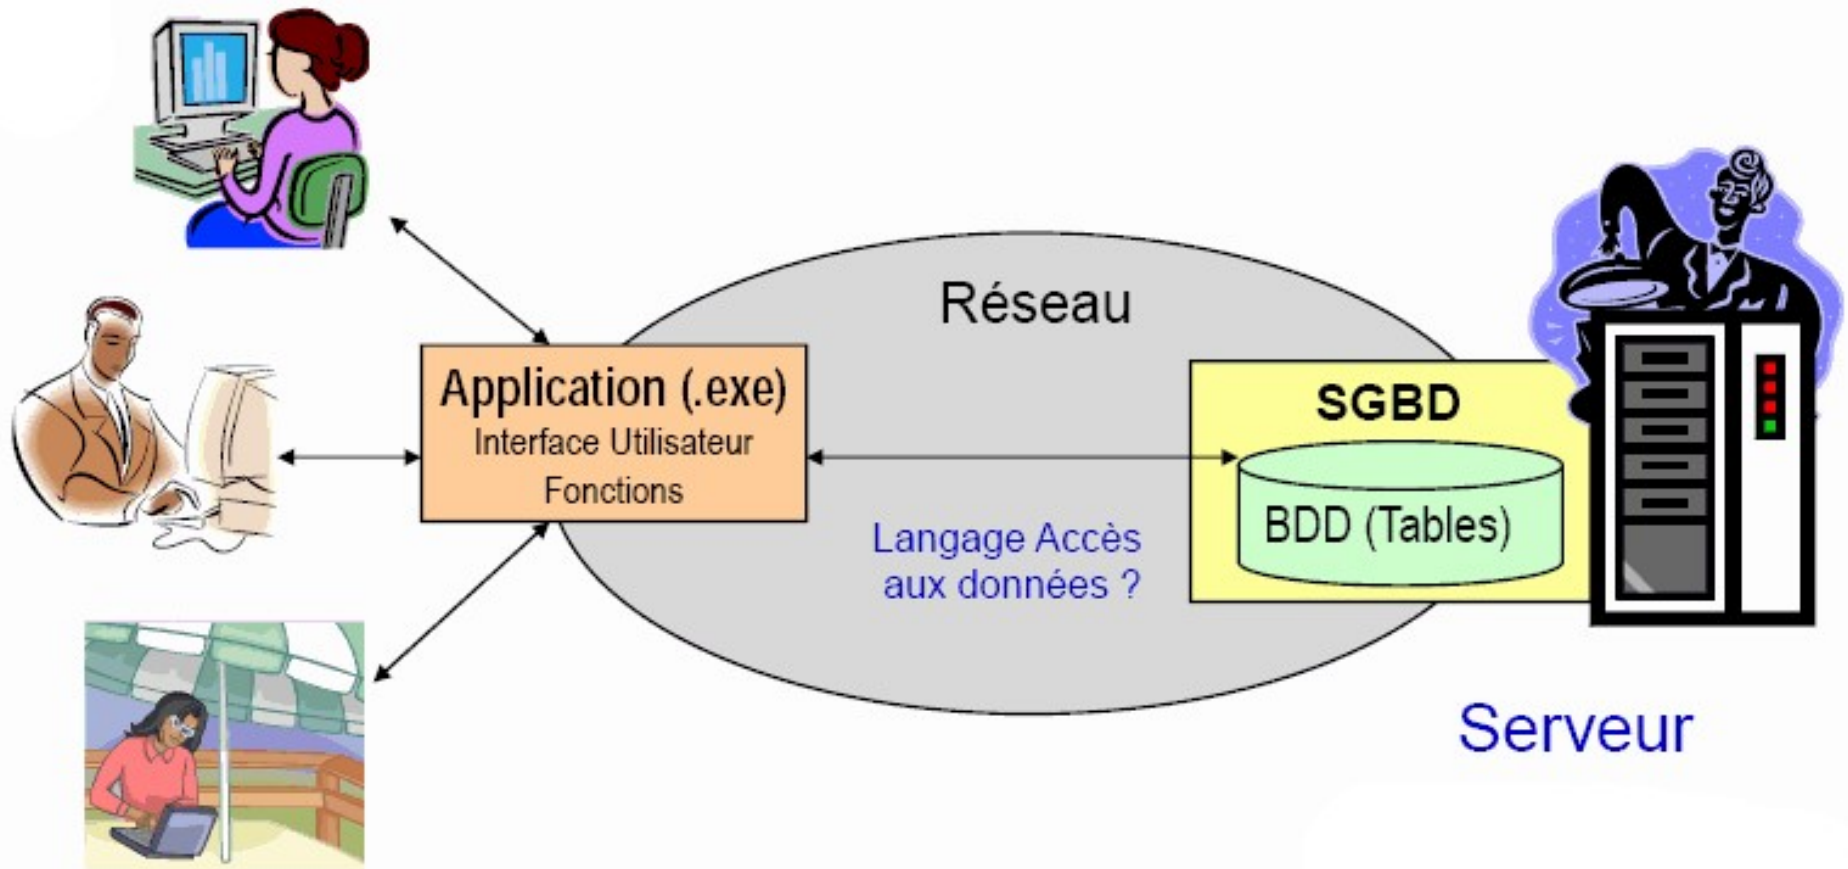 Réseau
Application (.exe)
Interface Utilisateur
Fonctions
SGBD
BDD (Tables)
Langage Accès
aux données ?
Serveur